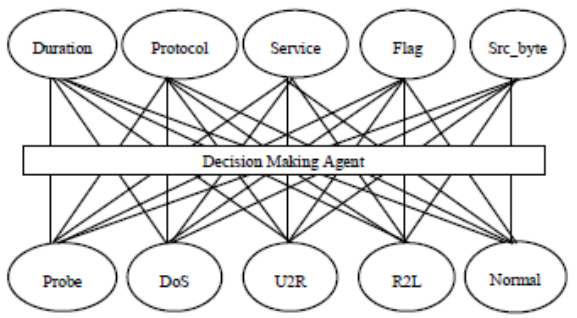 Duration Protocol Service Flag Src_byte
Decision Making Agent
Probe DoS U2R R2L Normal